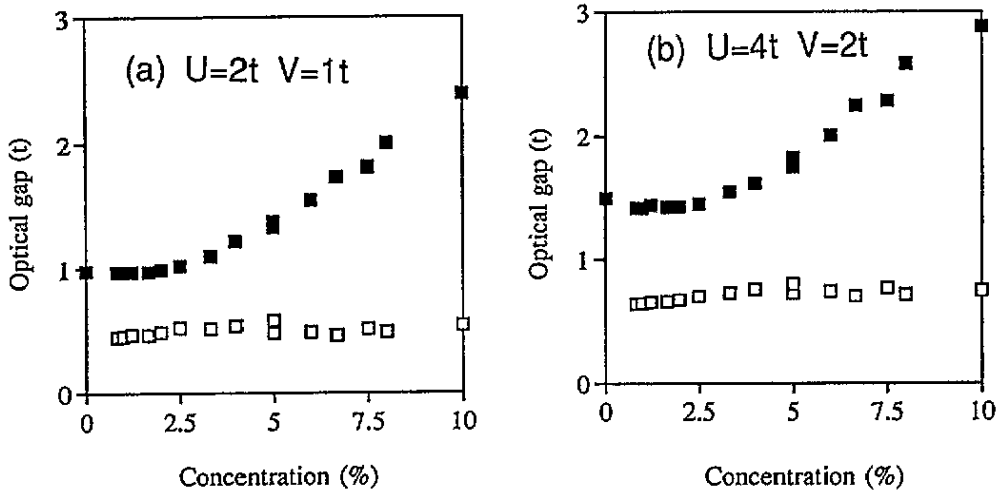 3
(a) U=2t V=1t
2
Optical gap (t)
1
0
0 2.5 5 7.5 10
Concentration (%)
3
(b) U=4t V=2t
2
Optical gap (t)
1
0
0 2.5 5 7.5 10
Concentration (%)